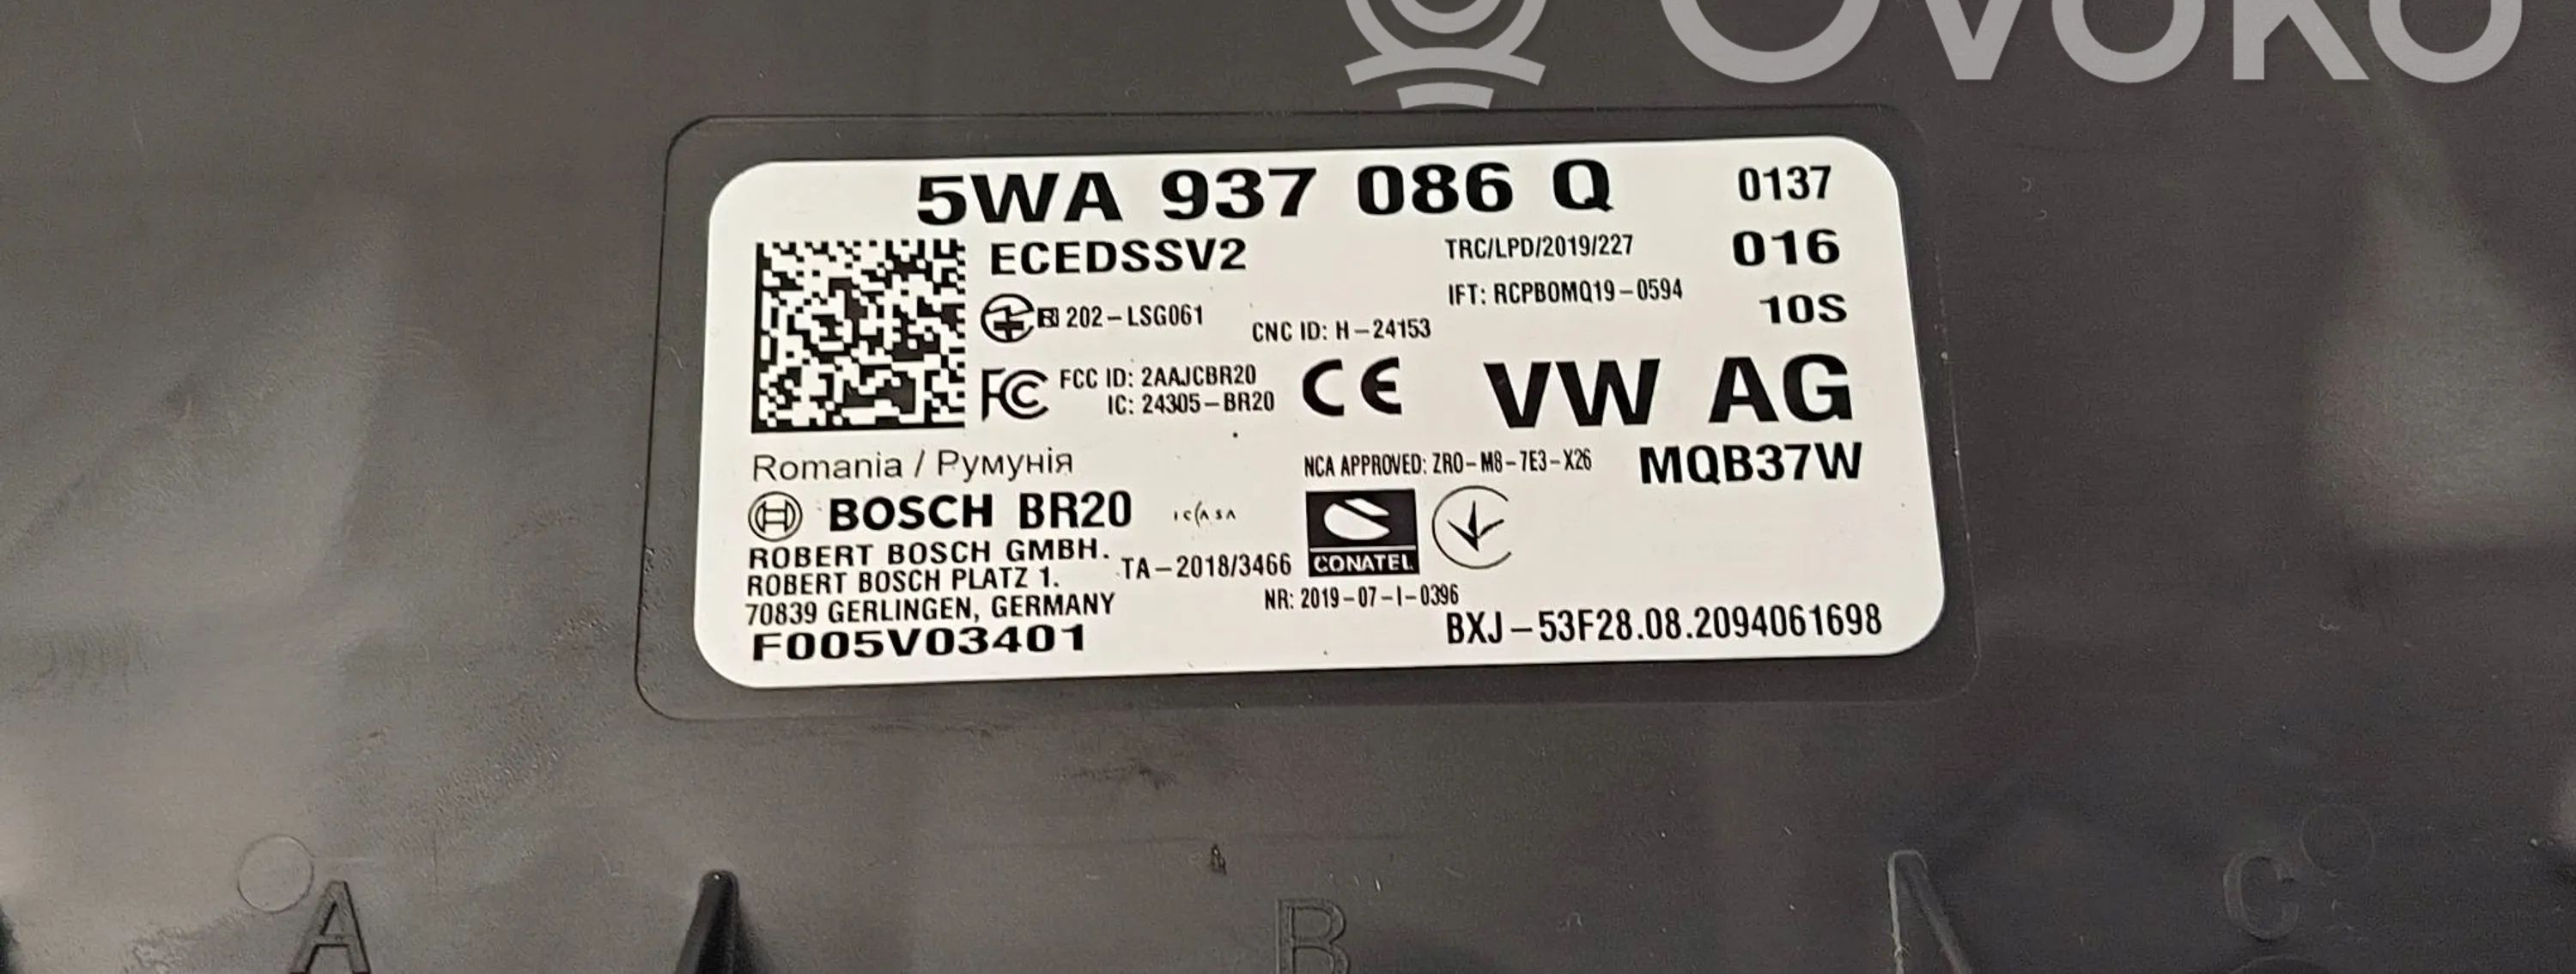 OVOKO
5WA 937 086 Q
0137
ECEDSSV2
TRC/LPD/2019/227
016
IFT: RCPBOMQ19-0594
10S
R 202-LSG061
CNC ID: H-24153
FC FCC ID: 2AAJCBR20
IC: 24305-BR20
CE
VW AG
Romania / Румунія
NCA APPROVED: ZRO-M8-7E3-X26
MQB37W
BOSCH BR20
ICASA
ROBERT BOSCH GMBH.
ROBERT BOSCH PLATZ 1.
TA-2018/3466
CONATEL
70839 GERLINGEN, GERMANY
NR: 2019-07-I-0396
F005V03401
BXJ-53F28.08.2094061698
A
B
C